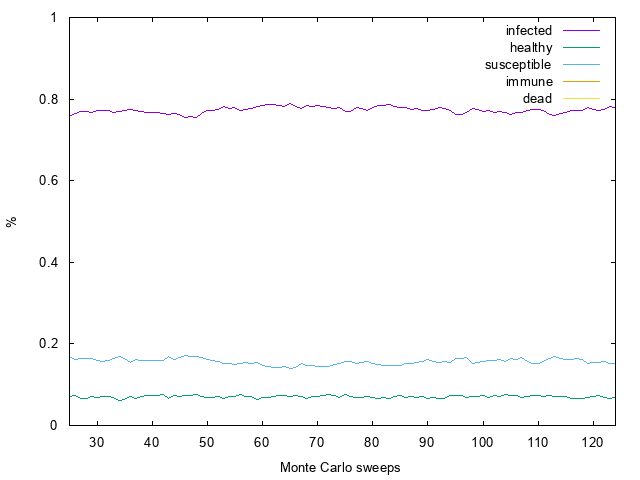 1
0.8
0.6
0.4
0.2
0
%
infected
healthy
susceptible
immune
dead
30 40 50 60 70 80 90 100 110 120
Monte Carlo sweeps